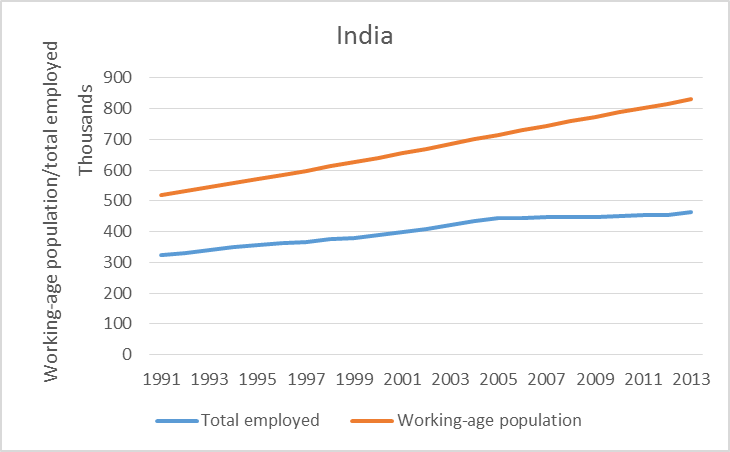 India
Working-age population/total employed
Thousands
900
800
700
600
500
400
300
200
100
0
1991 1993 1995 1997 1999 2001 2003 2005 2007 2009 2011 2013
Total employed Working-age population